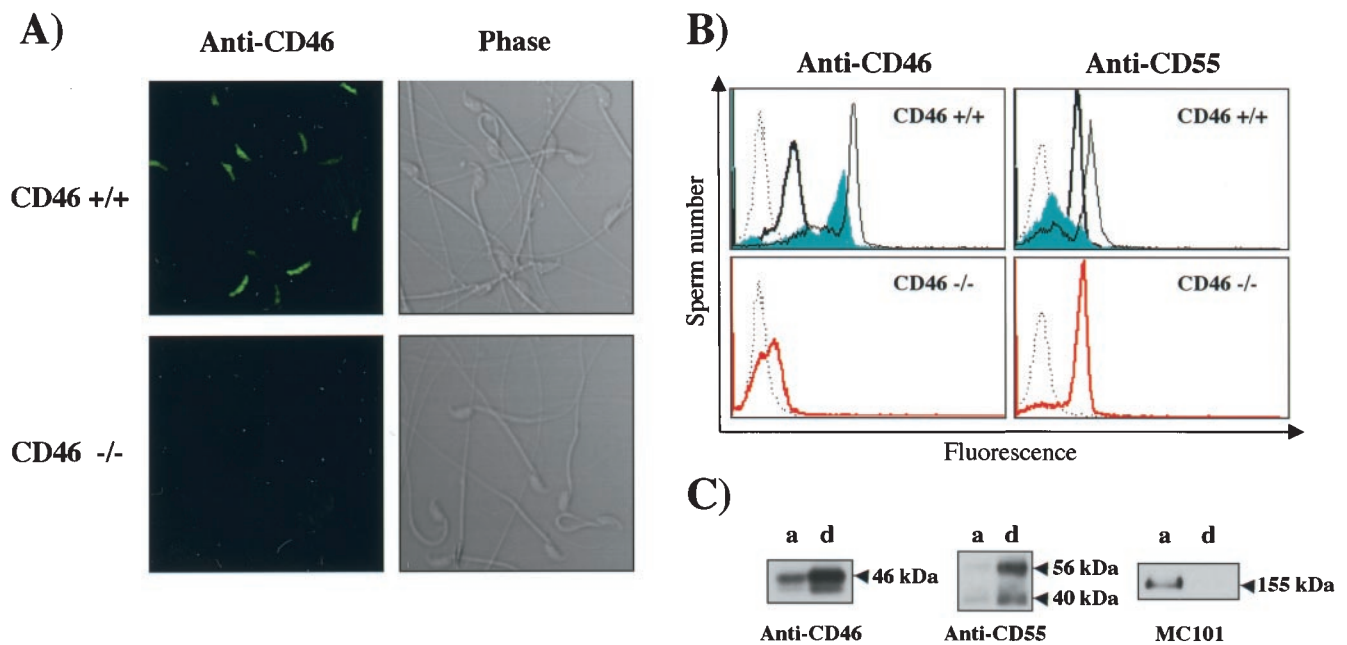 A)
Anti-CD46
Phase
CD46 +/+
CD46 -/-
B)
Anti-CD46
Anti-CD55
CD46 +/+
CD46 +/+
CD46 -/-
CD46 -/-
Sperm number
Fluorescence
C)
a d
46 kDa
Anti-CD46
a d
56 kDa
40 kDa
Anti-CD55
a d
155 kDa
MC101